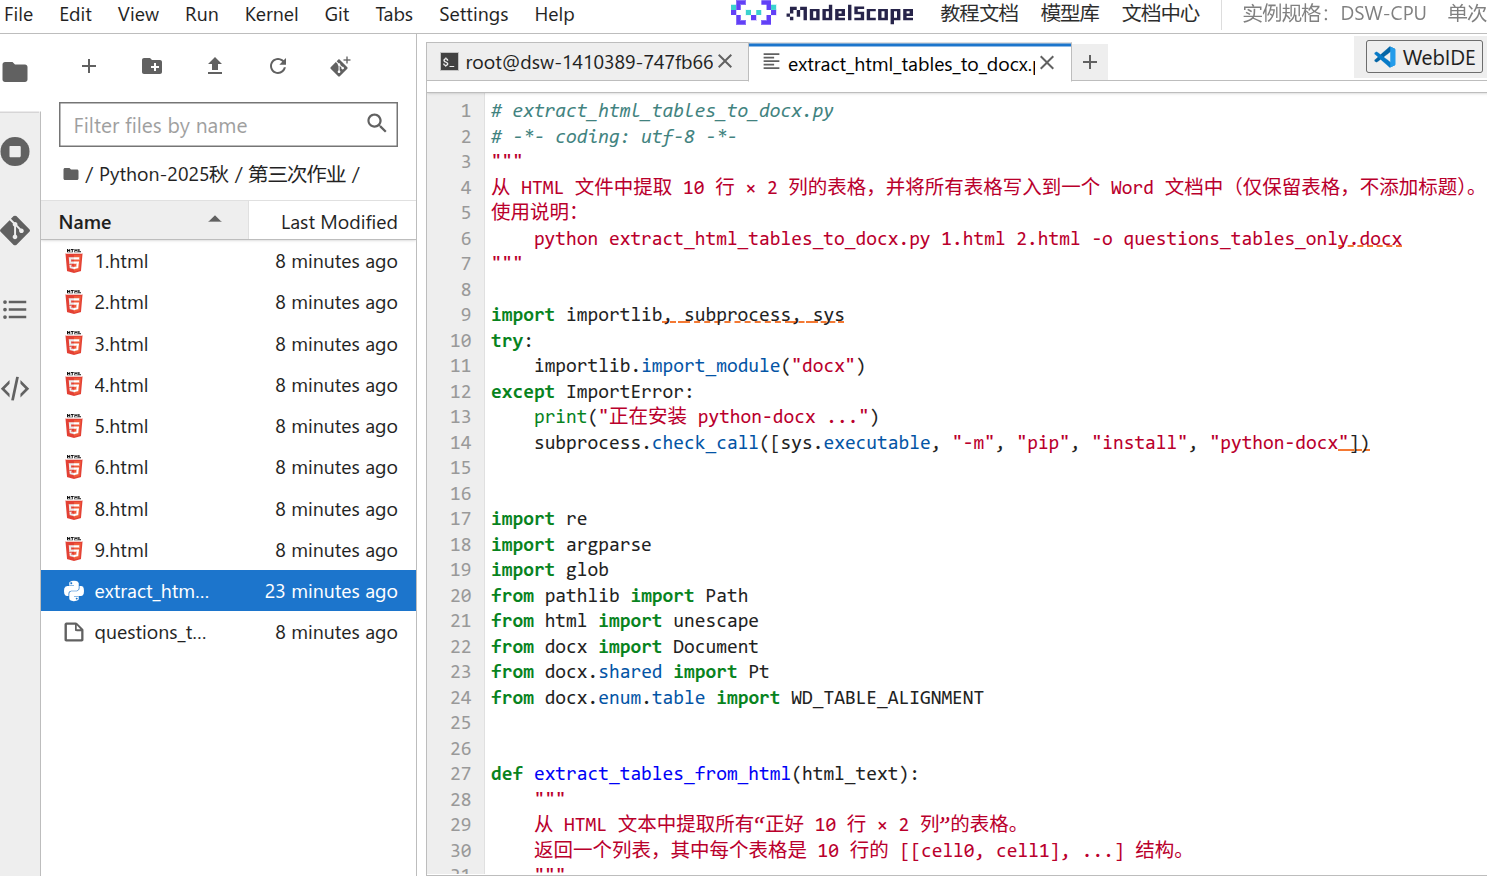 File Edit View Run Kernel Git Tabs Settings Help
ModelScope 教程文档 模型库 文档中心 实例规格：DSW-CPU 单次
root@dsw-1410389-747fb66
extract_html_tables_to_docx.p
WebIDE
Filter files by name
/ Python-2025秋 / 第三次作业 /
Name Last Modified
1.html 8 minutes ago
2.html 8 minutes ago
3.html 8 minutes ago
4.html 8 minutes ago
5.html 8 minutes ago
6.html 8 minutes ago
8.html 8 minutes ago
9.html 8 minutes ago
extract_htm... 23 minutes ago
questions_t... 8 minutes ago
1 # extract_html_tables_to_docx.py
2 # -*- coding: utf-8 -*-
3 """
4 从 HTML 文件中提取 10 行 × 2 列的表格，并将所有表格写入到一个 Word 文档中（仅保留表格，不添加标题）。
5 使用说明：
6     python extract_html_tables_to_docx.py 1.html 2.html -o questions_tables_only.docx
7 """
8
9 import importlib, subprocess, sys
10 try:
11     importlib.import_module("docx")
12 except ImportError:
13     print("正在安装 python-docx ...")
14     subprocess.check_call([sys.executable, "-m", "pip", "install", "python-docx"])
15
16
17 import re
18 import argparse
19 import glob
20 from pathlib import Path
21 from html import unescape
22 from docx import Document
23 from docx.shared import Pt
24 from docx.enum.table import WD_TABLE_ALIGNMENT
25
26
27 def extract_tables_from_html(html_text):
28     """
29     从 HTML 文本中提取所有“正好 10 行 × 2 列”的表格。
30     返回一个列表，其中每个表格是 10 行的 [[cell0, cell1], ...] 结构。
31     """